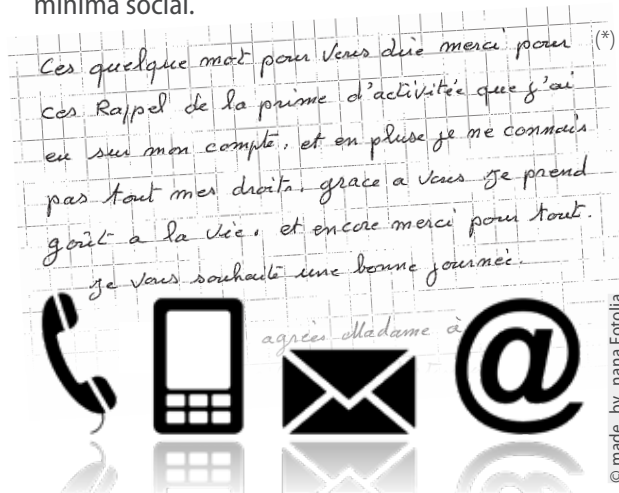 minima social.
Ces quelque mot pour vous dire merci pour (*)
ces Rappel de la prime d'activitée que j'ai
eu sur mon compte, et en pluse je ne connais
pas tout mes droits, grace a vous je prend
goût a la vie, et encore merci pour tout.
je vous souhaite une bonne journée.
agréer Madame à
@
© made_by_nana Fotolia